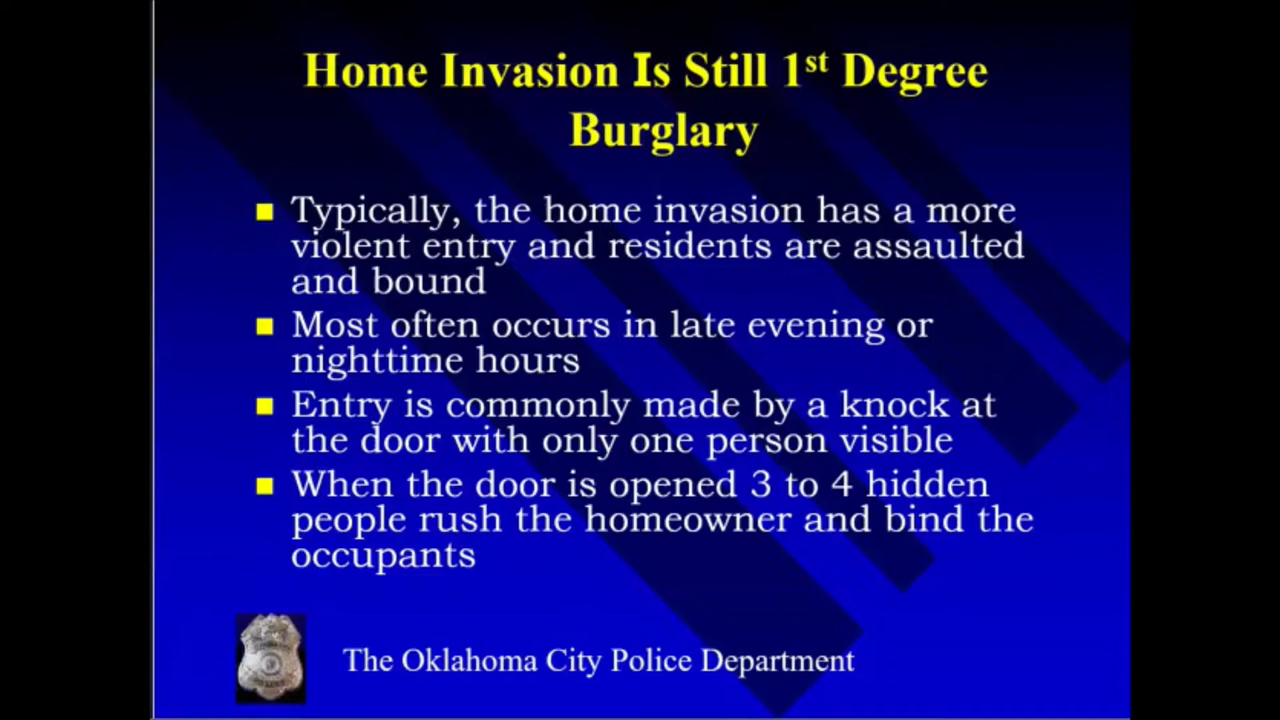 Home Invasion Is Still 1st Degree
Burglary
Typically, the home invasion has a more
violent entry and residents are assaulted
and bound
Most often occurs in late evening or
nighttime hours
Entry is commonly made by a knock at
the door with only one person visible
When the door is opened 3 to 4 hidden
people rush the homeowner and bind the
occupants
The Oklahoma City Police Department